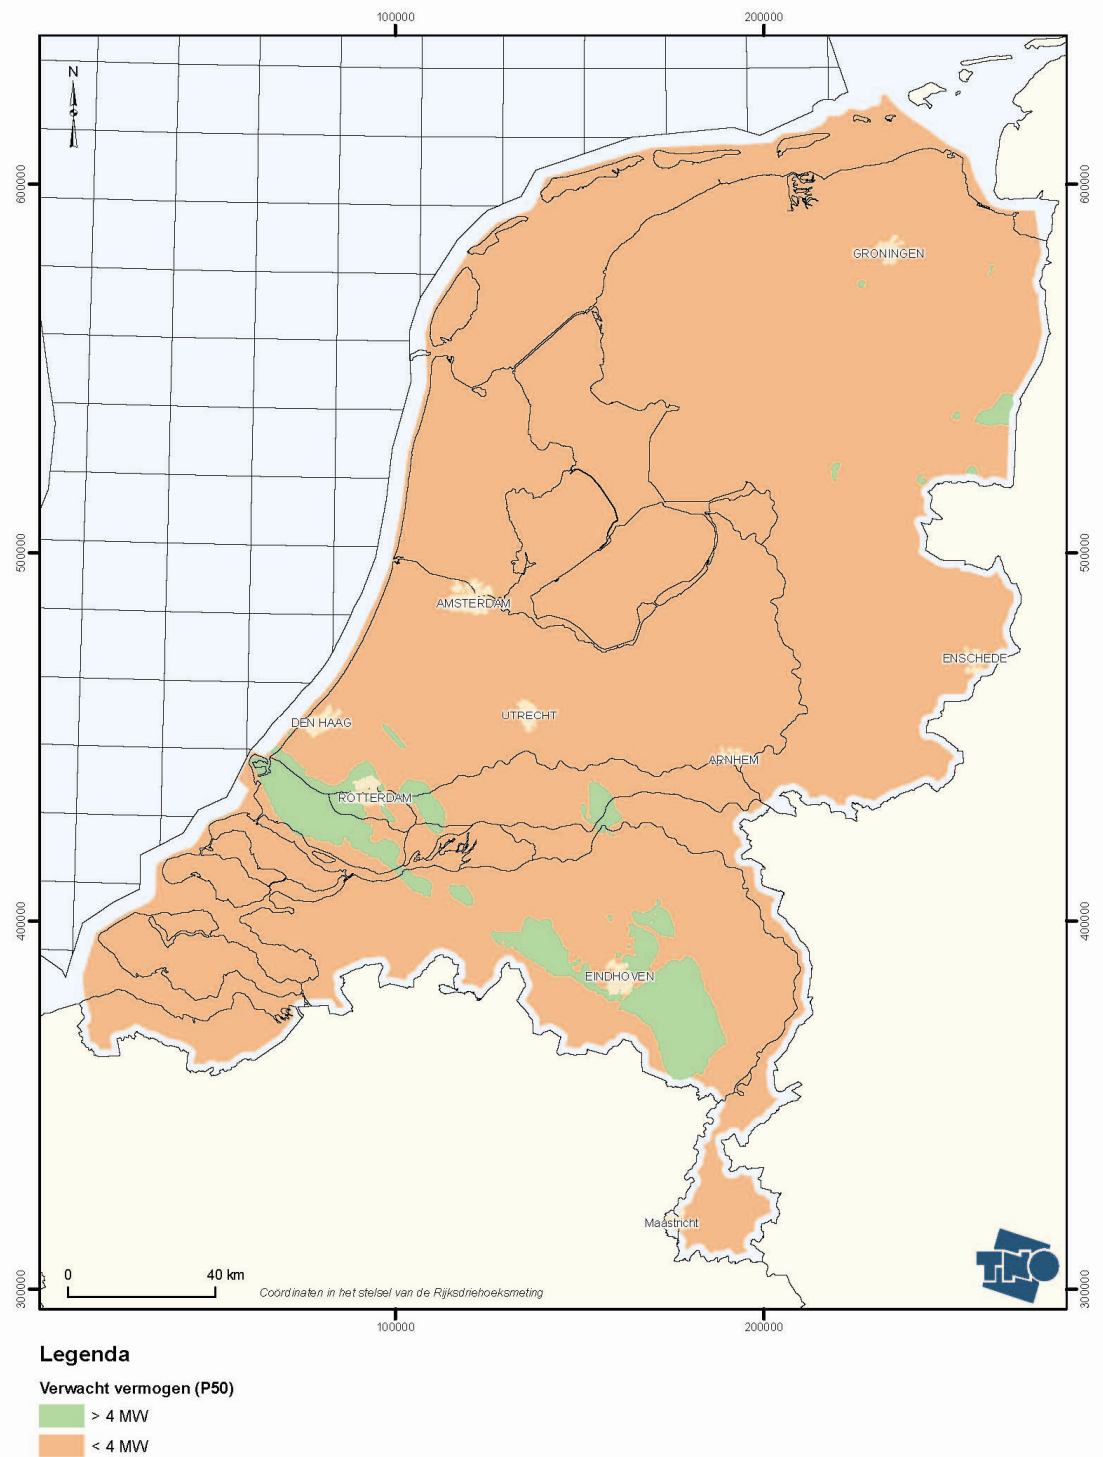 100000
200000
N
600000
600000
GRONINGEN
500000
500000
AMSTERDAM
ENSCHEDE
DEN HAAG
UTRECHT
ARNHEM
ROTTERDAM
400000
400000
EINDHOVEN
Maastricht
TNO
0
40 km
Coördinaten in het stelsel van de Rijksdriehoeksmeting
300000
300000
100000
200000
Legenda
Verwacht vermogen (P50)
> 4 MW
< 4 MW